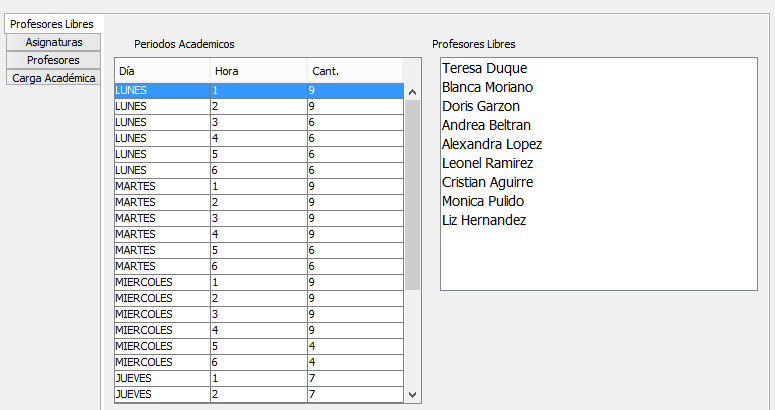 Profesores Libres
Asignaturas
Profesores
Carga Académica
Periodos Academicos
Día Hora Cant.
LUNES 1 9
LUNES 2 9
LUNES 3 6
LUNES 4 6
LUNES 5 6
LUNES 6 6
MARTES 1 9
MARTES 2 9
MARTES 3 9
MARTES 4 9
MARTES 5 6
MARTES 6 6
MIERCOLES 1 9
MIERCOLES 2 9
MIERCOLES 3 9
MIERCOLES 4 9
MIERCOLES 5 4
MIERCOLES 6 4
JUEVES 1 7
JUEVES 2 7
Profesores Libres
Teresa Duque
Blanca Moriano
Doris Garzon
Andrea Beltran
Alexandra Lopez
Leonel Ramirez
Cristian Aguirre
Monica Pulido
Liz Hernandez